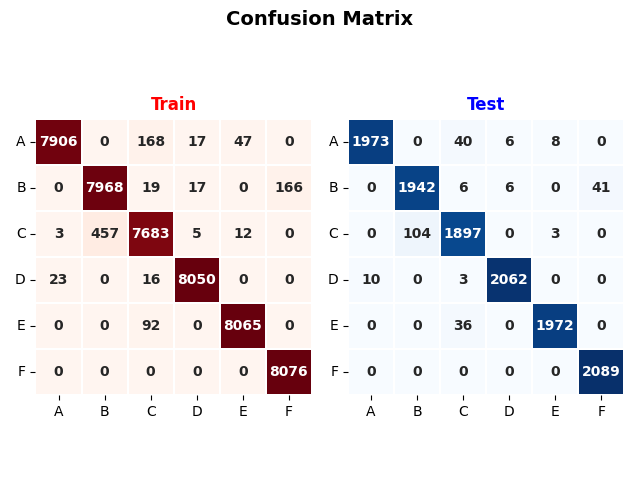 Confusion Matrix
Train
A 7906 0 168 17 47 0
B 0 7968 19 17 0 166
C 3 457 7683 5 12 0
D 23 0 16 8050 0 0
E 0 0 92 0 8065 0
F 0 0 0 0 0 8076
A B C D E F
Test
A 1973 0 40 6 8 0
B 0 1942 6 6 0 41
C 0 104 1897 0 3 0
D 10 0 3 2062 0 0
E 0 0 36 0 1972 0
F 0 0 0 0 0 2089
A B C D E F